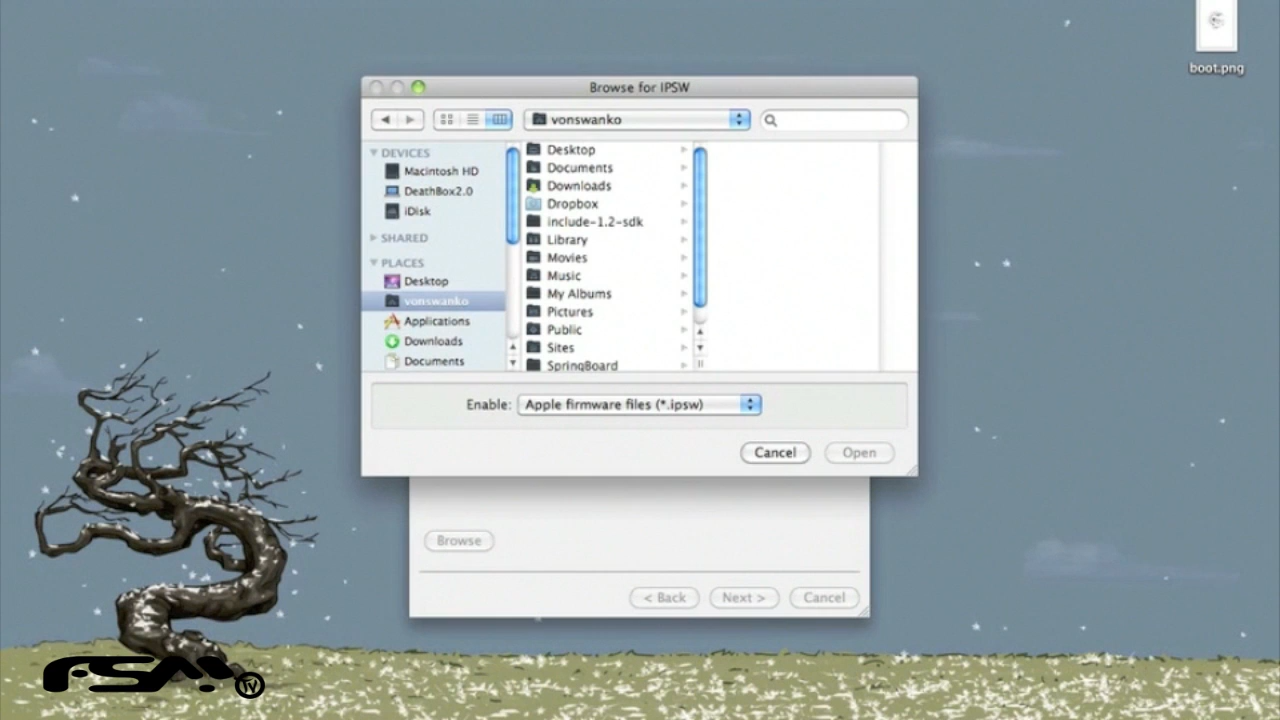 boot.png
Browse for IPSW
vonswanko
DEVICES
Macintosh HD
DeathBox2.0
iDisk
SHARED
PLACES
Desktop
vonswanko
Applications
Downloads
Documents
Desktop
Documents
Downloads
Dropbox
include-1.2-sdk
Library
Movies
Music
My Albums
Pictures
Public
Sites
SpringBoard
Enable: Apple firmware files (*.ipsw)
Cancel Open
Browse
< Back Next > Cancel
FSM TV